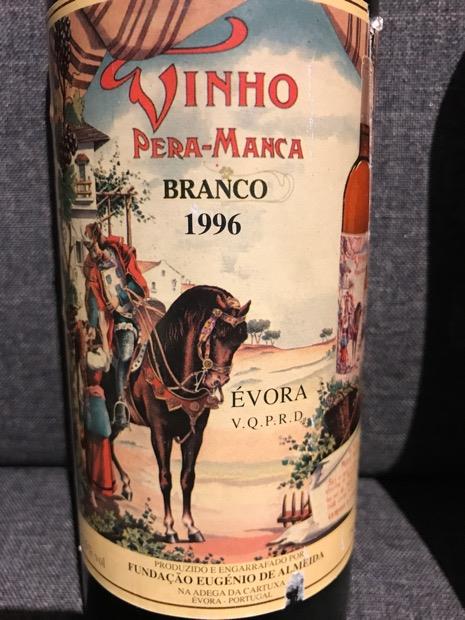 VINHO
PERA-MANCA
BRANCO
1996
ÉVORA
V.Q.P.R.D.
% vol
PRODUZIDO E ENGARRAFADO POR
FUNDAÇÃO EUGÉNIO DE ALMEIDA
NA ADEGA DA CARTUXA
ÉVORA - PORTUGAL